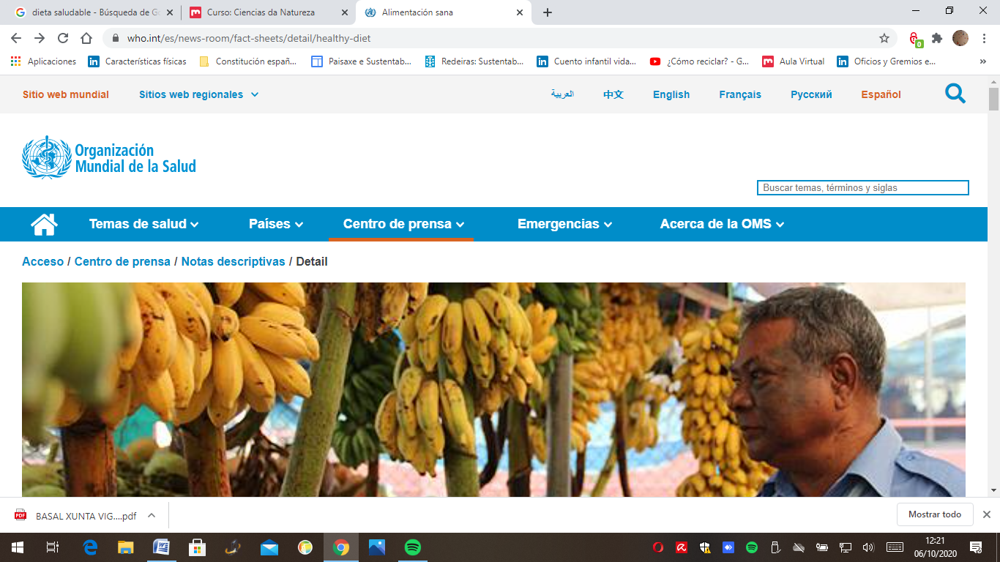 dieta saludable - Búsqueda de G
Curso: Ciencias da Natureza
Alimentación sana
who.int/es/news-room/fact-sheets/detail/healthy-diet
0
Aplicaciones
Características físicas
Constitución españ...
Paisaxe e Sustentab...
Redeiras: Sustentab...
Cuento infantil vida...
¿Cómo reciclar? - G...
Aula Virtual
Oficios y Gremios e...
Sitio web mundial
Sitios web regionales
العربية
中文
English
Français
Русский
Español
Organización
Mundial de la Salud
Buscar temas, términos y siglas
Temas de salud
Países
Centro de prensa
Emergencias
Acerca de la OMS
Acceso / Centro de prensa / Notas descriptivas / Detail
PDF
BASAL XUNTA VIG....pdf
Mostrar todo
12:21
06/10/2020